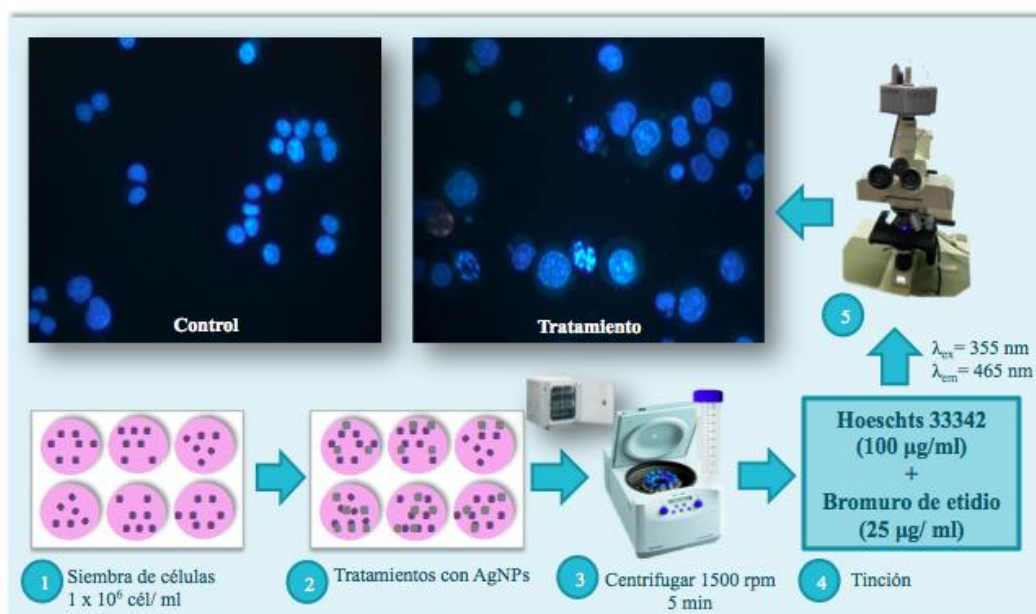 Control
Tratamiento
5
λex= 355 nm
λem= 465 nm
Hoeschts 33342
(100 µg/ml)
+
Bromuro de etidio
(25 µg/ ml)
1 Siembra de células
1 x 10⁶ cél/ ml
2 Tratamientos con AgNPs
3 Centrifugar 1500 rpm
5 min
4 Tinción